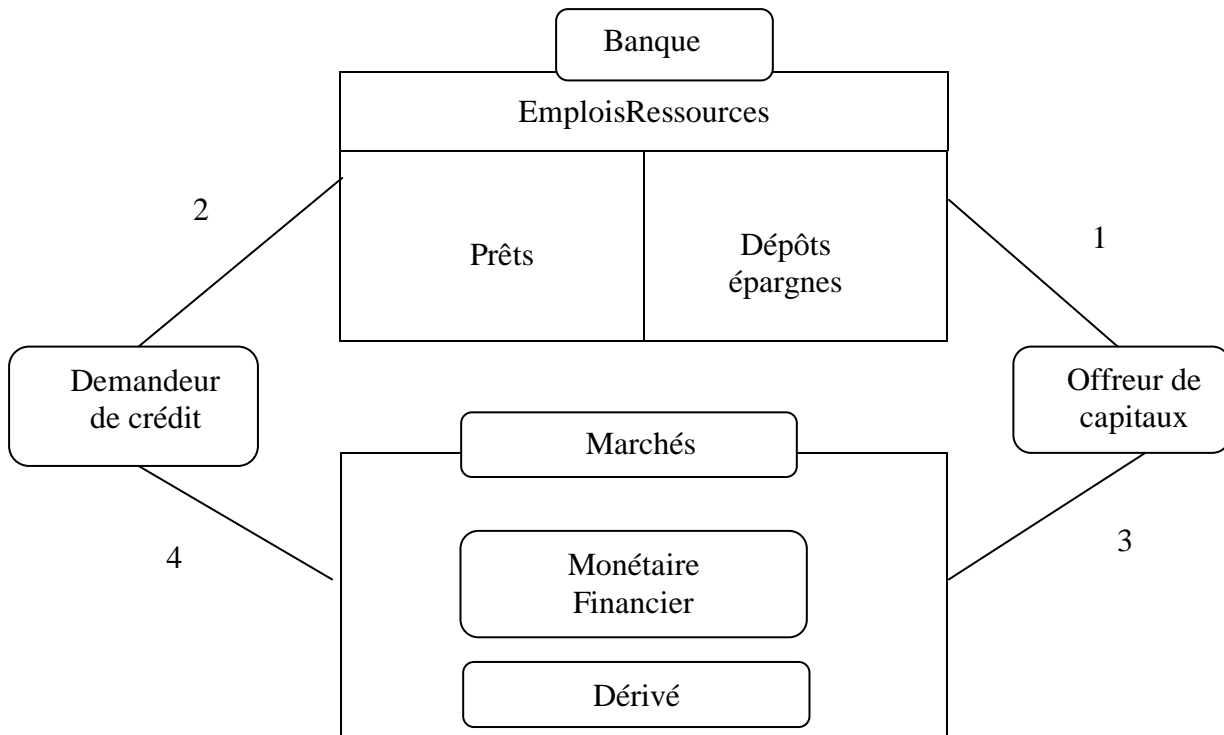 Banque
EmploisRessources
2
1
Prêts
Dépôts
épargnes
Demandeur
de crédit
Offreur de
capitaux
Marchés
4
3
Monétaire
Financier
Dérivé